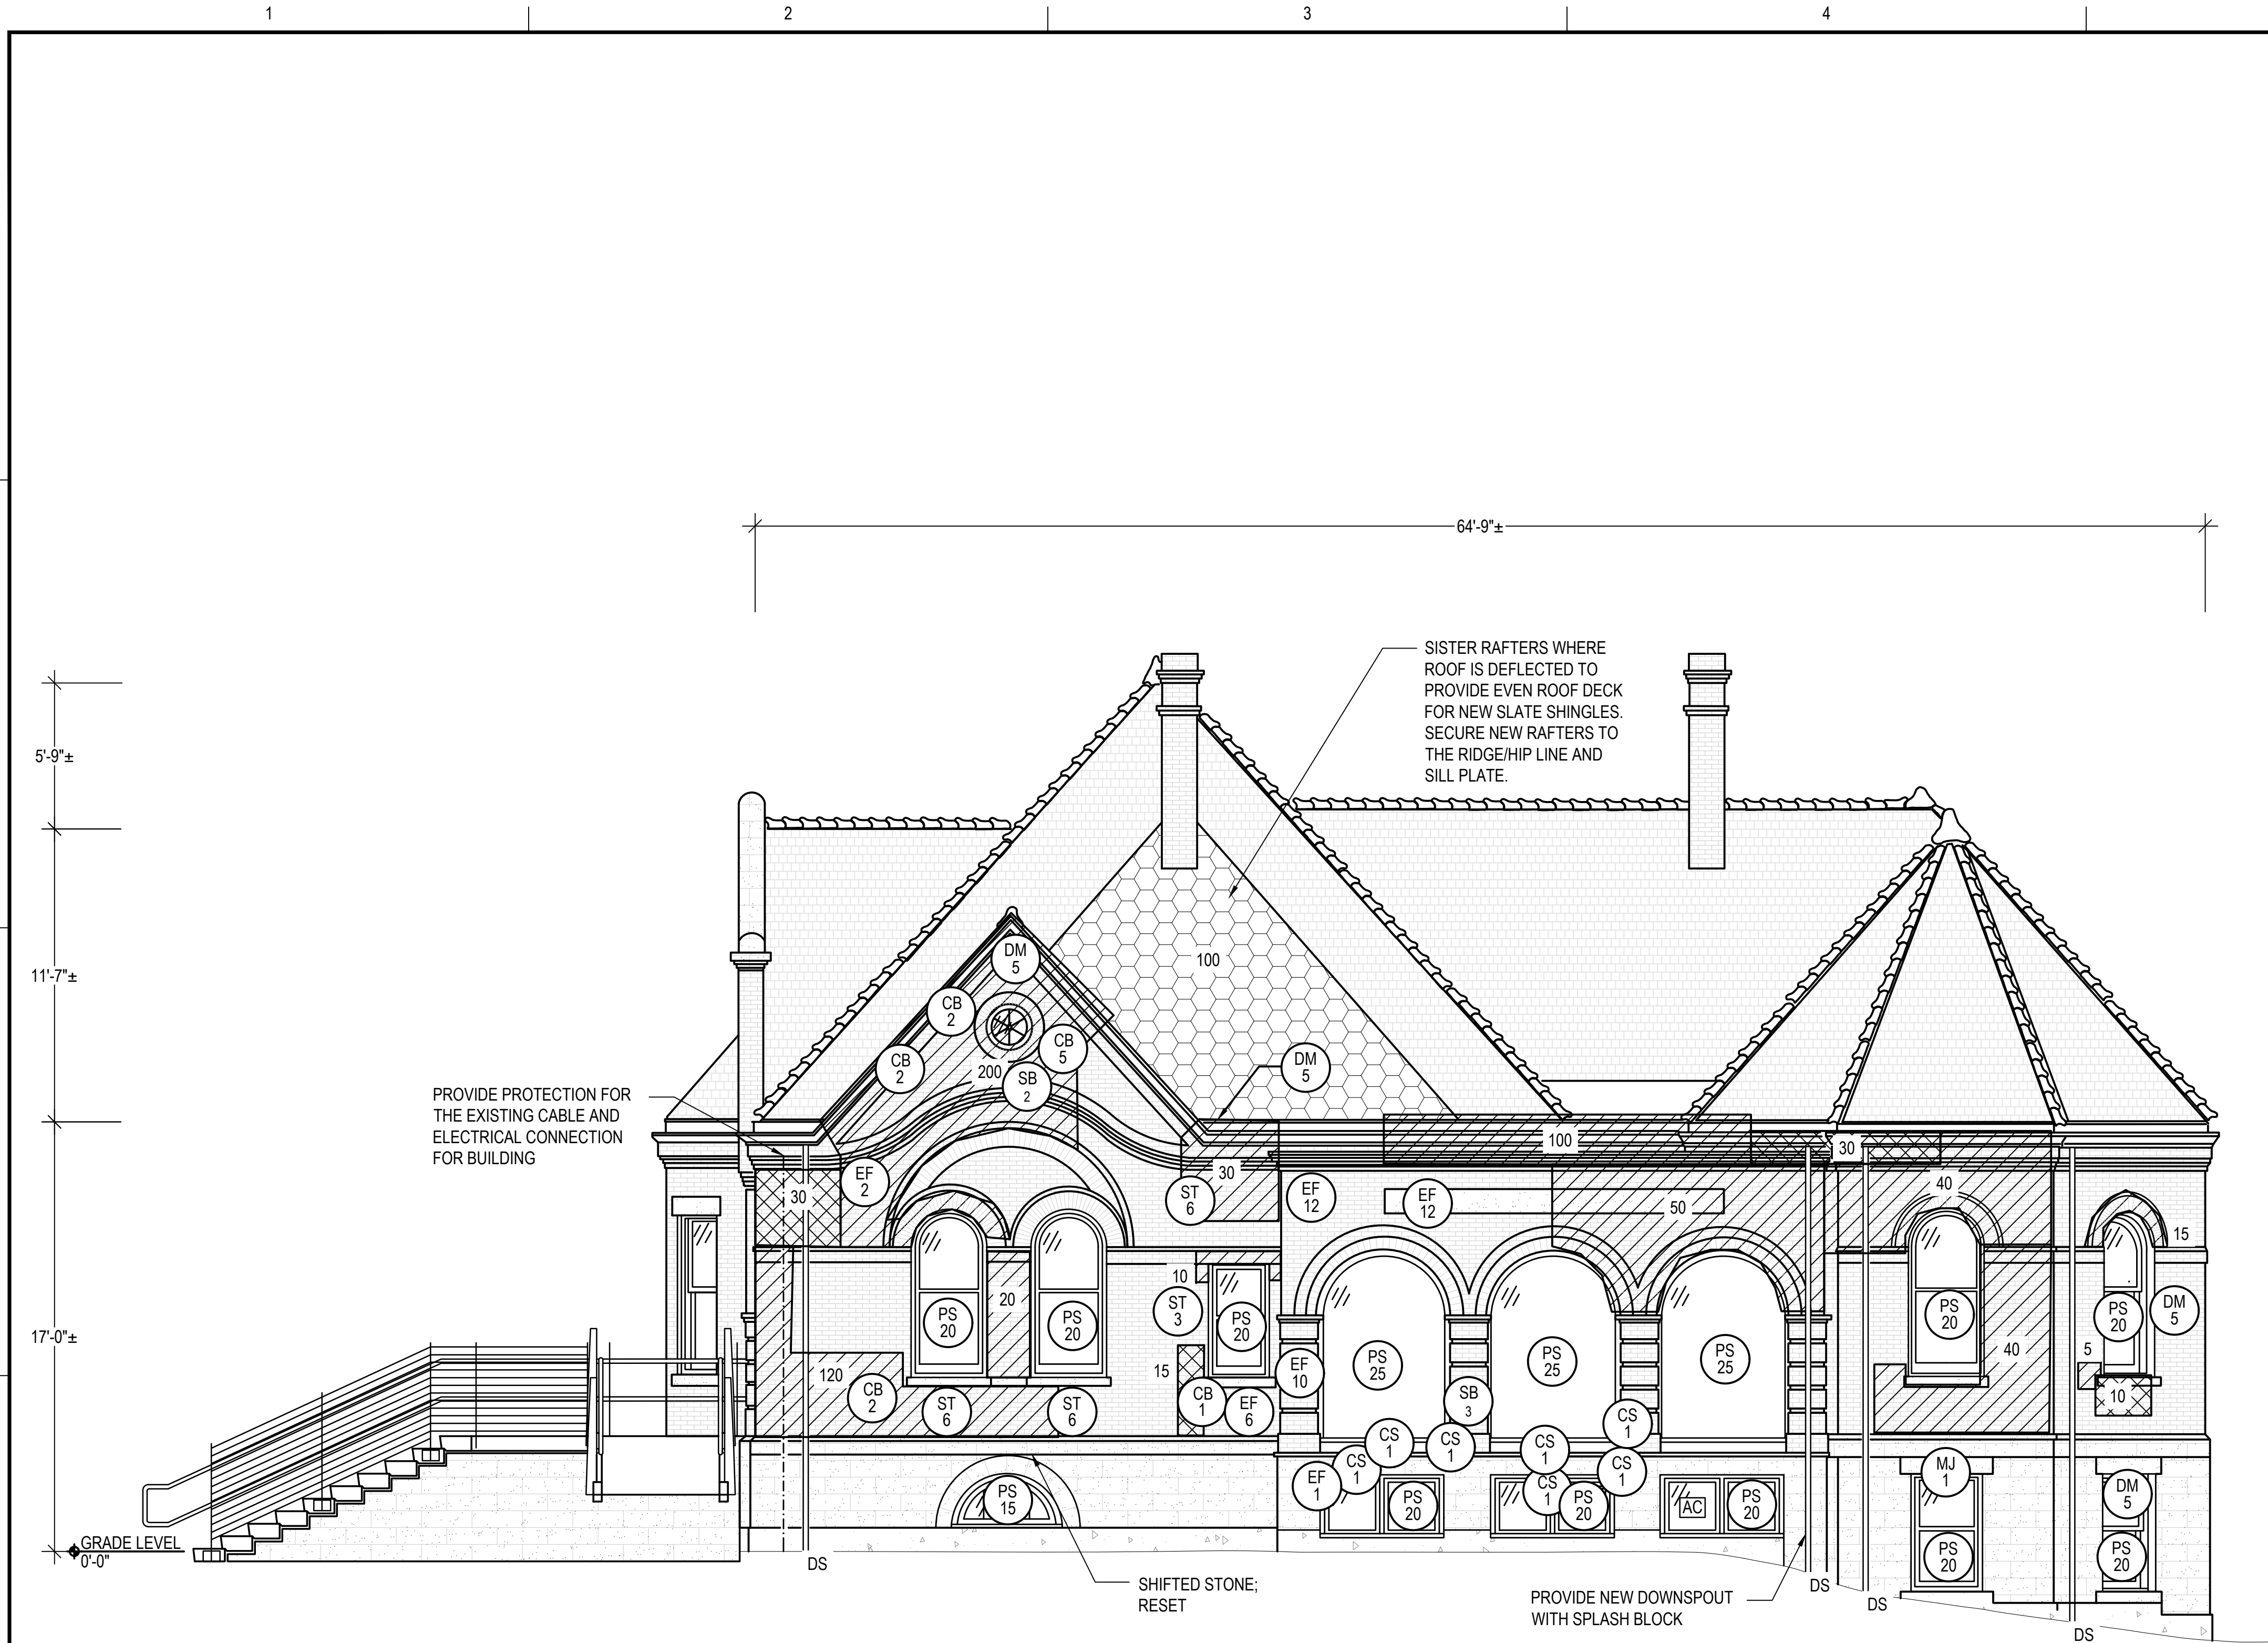 1
2
3
4
64'-9"±
SISTER RAFTERS WHERE
ROOF IS DEFLECTED TO
PROVIDE EVEN ROOF DECK
FOR NEW SLATE SHINGLES.
SECURE NEW RAFTERS TO
THE RIDGE/HIP LINE AND
SILL PLATE.
5'-9"±
11'-7"±
17'-0"±
GRADE LEVEL
0'-0"
PROVIDE PROTECTION FOR
THE EXISTING CABLE AND
ELECTRICAL CONNECTION
FOR BUILDING
DM
5
CB
2
CB
2
CB
5
200
SB
2
100
DM
5
100
30
EF
2
30
30
ST
6
EF
12
EF
12
50
40
15
10
ST
3
PS
20
PS
20
20
PS
20
120
CB
2
ST
6
ST
6
15
CB
1
EF
6
EF
10
PS
25
SB
3
PS
25
PS
25
PS
20
40
PS
20
DM
5
5
10
CS
1
CS
1
CS
1
CS
1
CS
1
CS
1
CS
1
EF
1
PS
15
PS
20
PS
20
AC
PS
20
MJ
1
PS
20
DM
5
PS
20
DS
DS
DS
DS
SHIFTED STONE;
RESET
PROVIDE NEW DOWNSPOUT
WITH SPLASH BLOCK